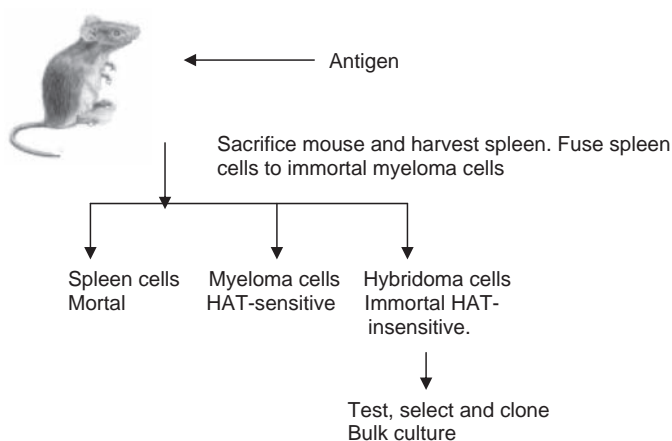 Antigen
Sacrifice mouse and harvest spleen. Fuse spleen
cells to immortal myeloma cells
Spleen cells
Mortal
Myeloma cells
HAT-sensitive
Hybridoma cells
Immortal HAT-
insensitive.
Test, select and clone
Bulk culture